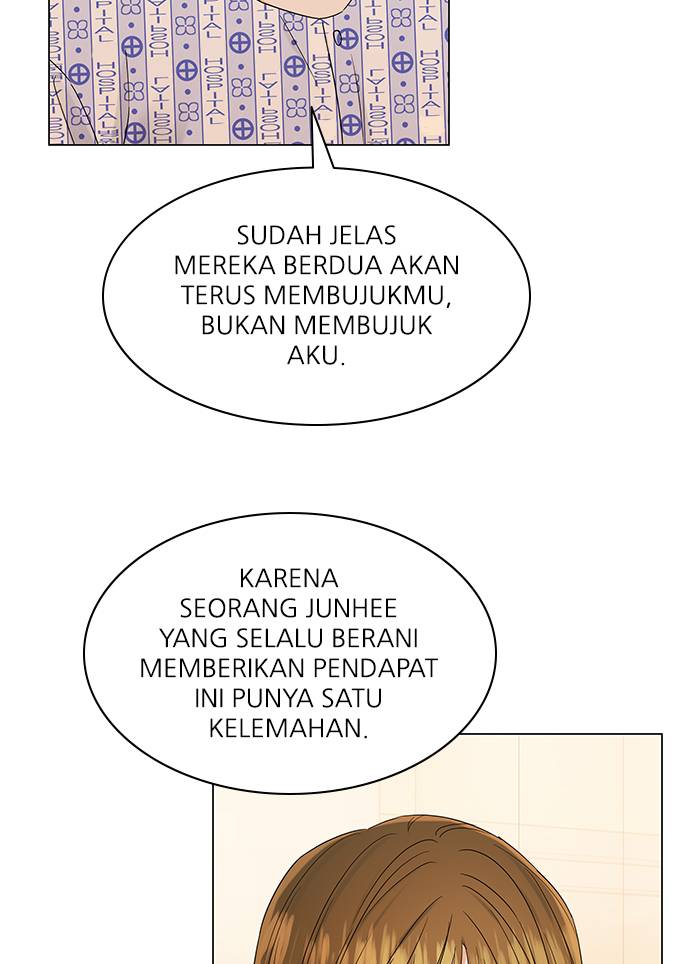 SUDAH JELAS
MEREKA BERDUA AKAN
TERUS MEMBUJUKMU,
BUKAN MEMBUJUK
AKU.
KARENA
SEORANG JUNHEE
YANG SELALU BERANI
MEMBERIKAN PENDAPAT
INI PUNYA SATU
KELEMAHAN.